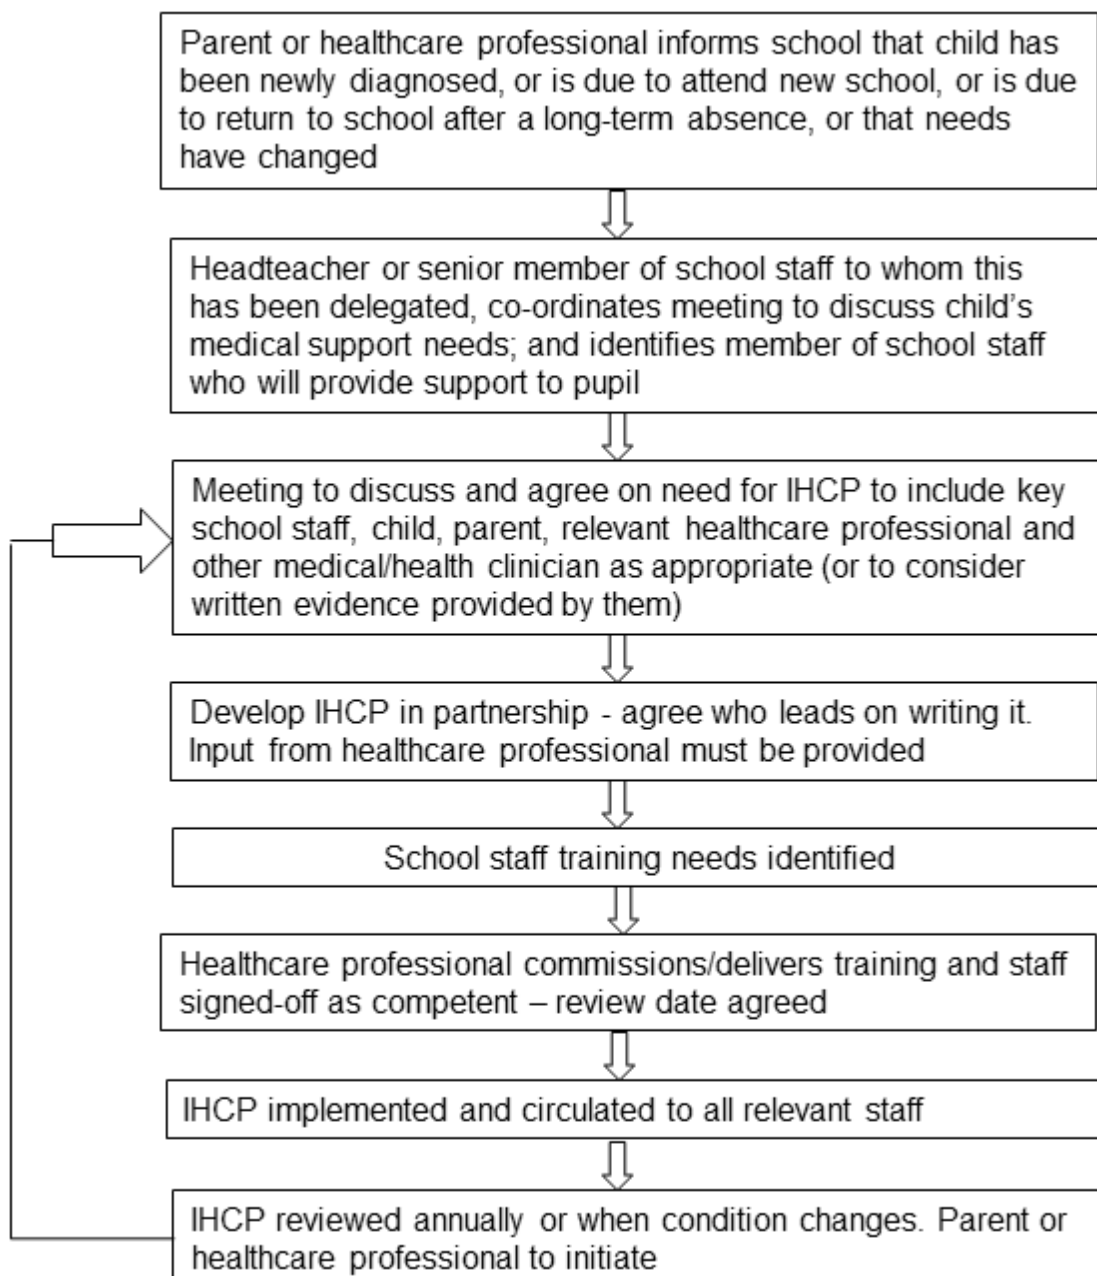 Parent or healthcare professional informs school that child has
been newly diagnosed, or is due to attend new school, or is due
to return to school after a long-term absence, or that needs
have changed
Headteacher or senior member of school staff to whom this
has been delegated, co-ordinates meeting to discuss child's
medical support needs; and identifies member of school staff
who will provide support to pupil
Meeting to discuss and agree on need for IHCP to include key
school staff, child, parent, relevant healthcare professional and
other medical/health clinician as appropriate (or to consider
written evidence provided by them)
Develop IHCP in partnership - agree who leads on writing it.
Input from healthcare professional must be provided
School staff training needs identified
Healthcare professional commissions/delivers training and staff
signed-off as competent – review date agreed
IHCP implemented and circulated to all relevant staff
IHCP reviewed annually or when condition changes. Parent or
healthcare professional to initiate